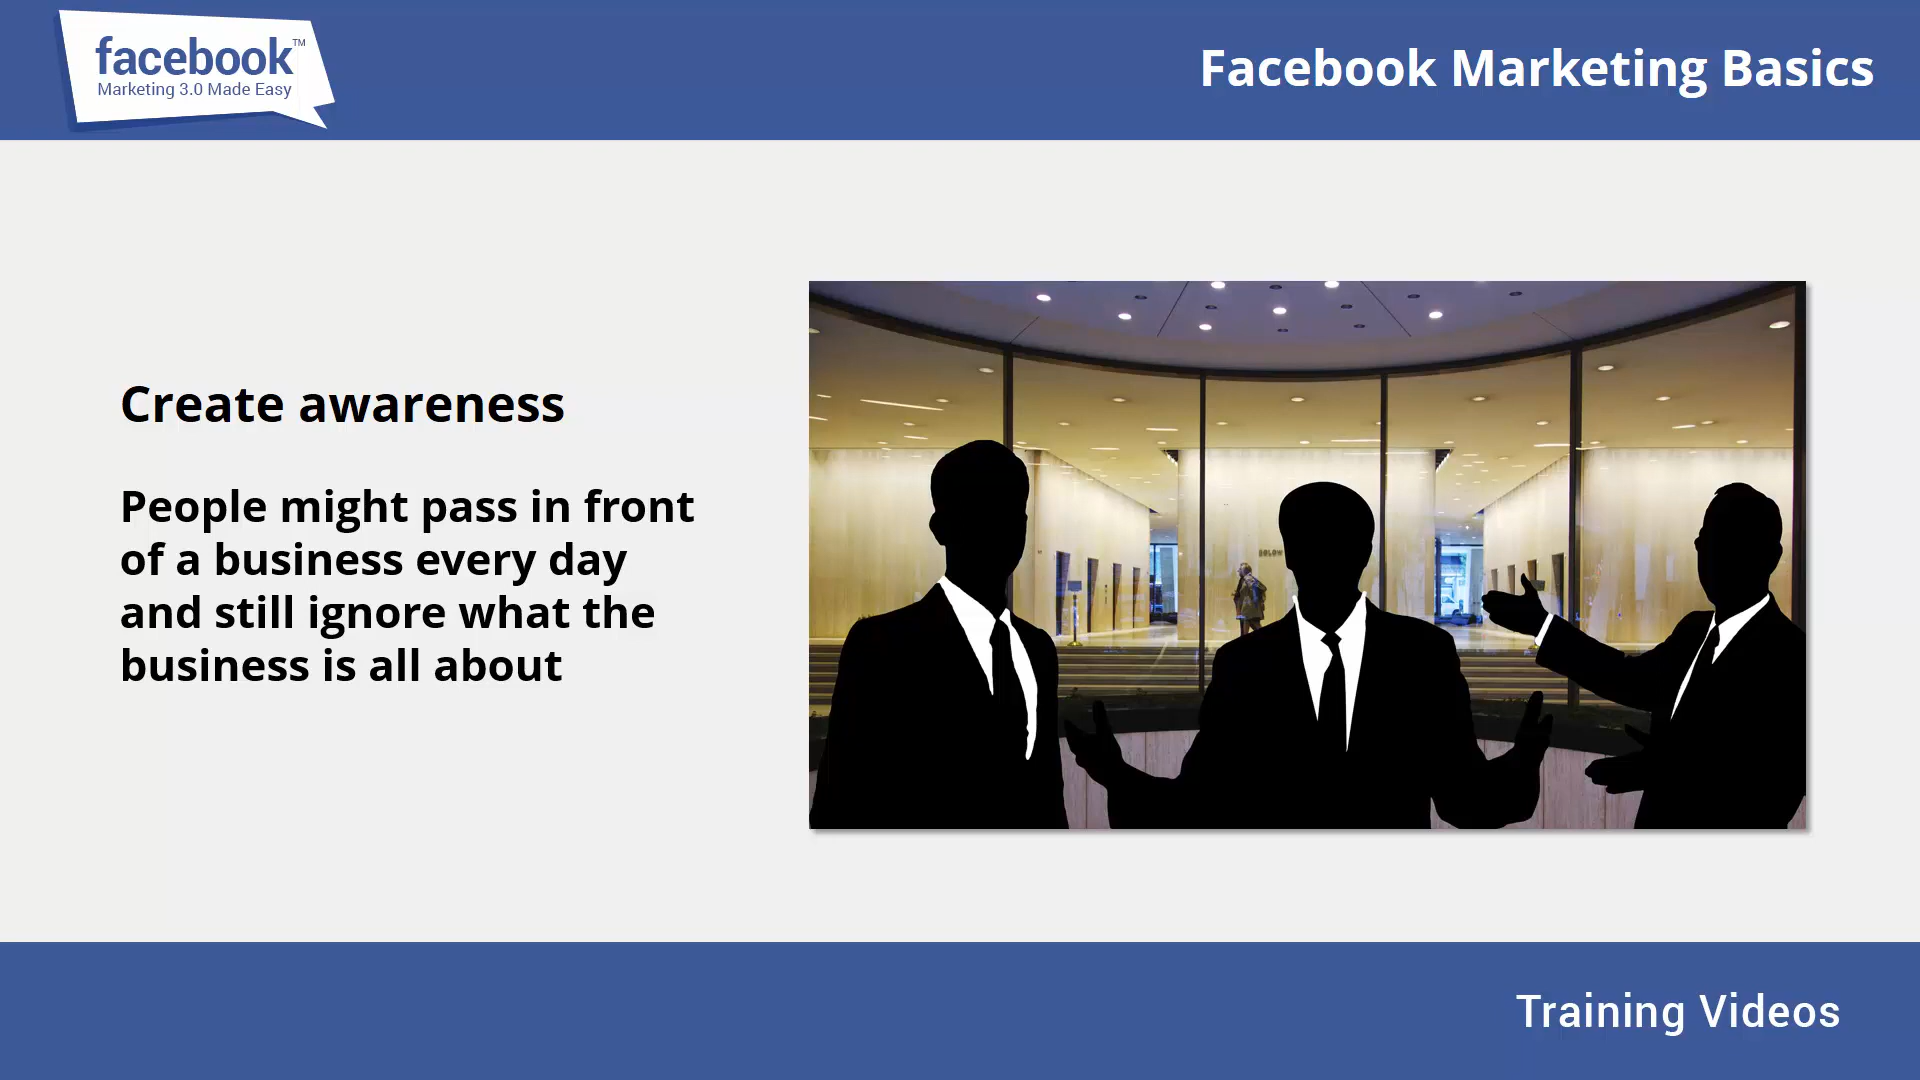 facebook™
Marketing 3.0 Made Easy
Facebook Marketing Basics
Create awareness
People might pass in front
of a business every day
and still ignore what the
business is all about
Training Videos